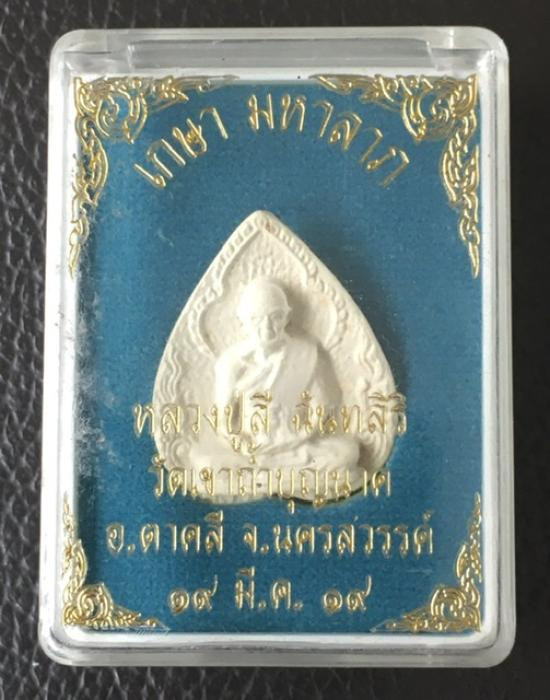 เกษา มหาลาภ
หลวงปู่สี ฉันทสิริ
วัดเขาถ้ำบุญนาค
อ.ตาคลี จ.นครสวรรค์
๑๙ มี.ค. ๑๙